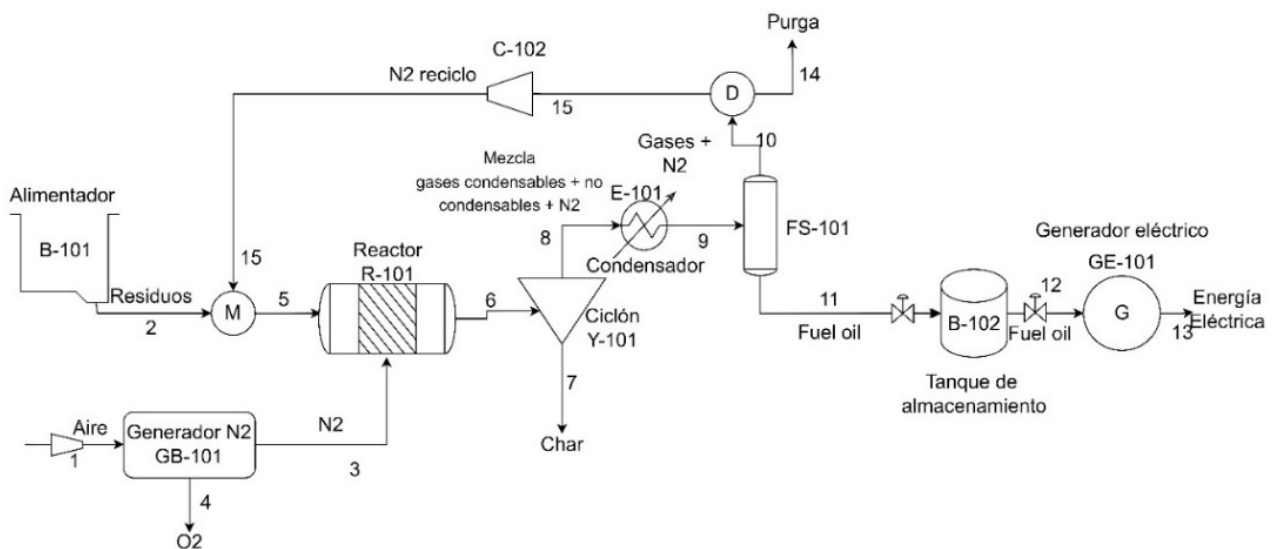 Purga
C-102
N2 reciclo
14
15
D
Gases +
N2
10
Mezcla
gases condensables + no
condensables + N2
E-101
Alimentador
B-101
8
9
FS-101
Condensador
Generador eléctrico
GE-101
Reactor
R-101
15
Residuos
2
M
5
6
Ciclón
Y-101
11
Fuel oil
B-102
12
Fuel oil
G
13
Energía
Eléctrica
Tanque de
almacenamiento
7
Char
Aire
1
Generador N2
GB-101
N2
3
4
O2